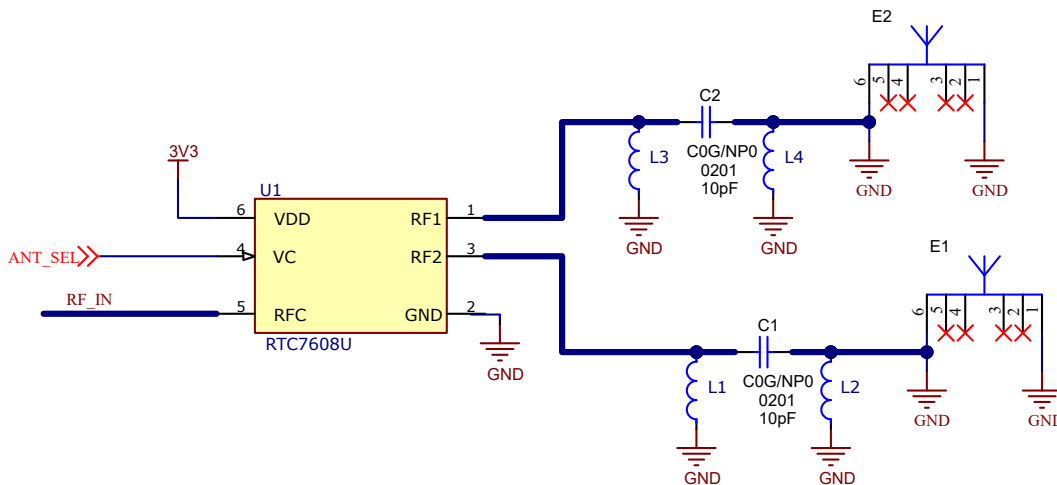 E2
6
5
4
3
2
1
C2
L3
C0G/NP0
0201
10pF
L4
GND
GND
GND
GND
3V3
U1
6
VDD
RF1
1
ANT_SEL
4
VC
RF2
3
RF_IN
5
RFC
GND
2
RTC7608U
GND
E1
6
5
4
3
2
1
C1
L1
C0G/NP0
0201
10pF
L2
GND
GND
GND
GND